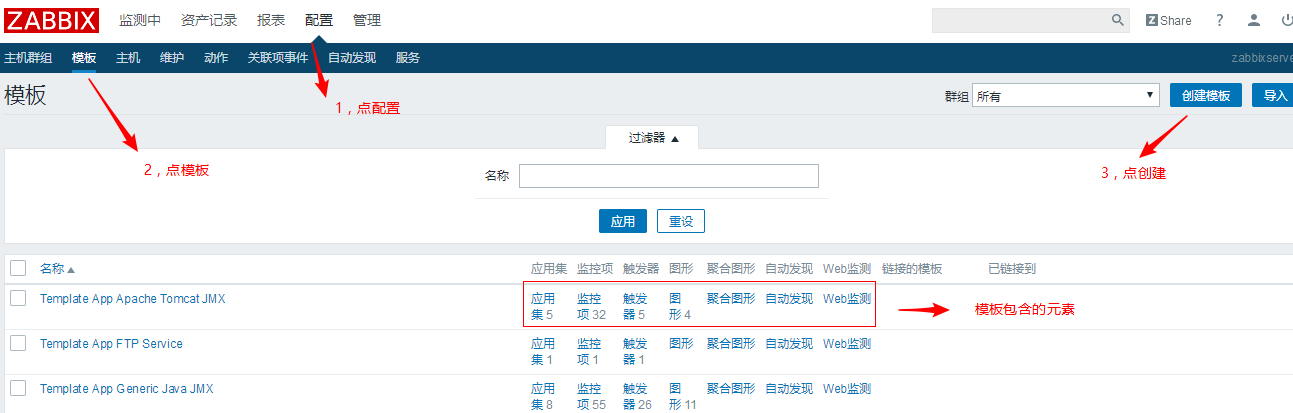 ZABBIX 监测中 资产记录 报表 配置 管理 Z Share ?
主机群组 模板 主机 维护 动作 关联项事件 自动发现 服务 zabbixserve
模板 群组 所有 创建模板 导入
1，点配置
过滤器
2，点模板
3，点创建
名称
应用 重设
名称 应用集 监控项 触发器 图形 聚合图形 自动发现 Web监测 链接的模板 已链接到
Template App Apache Tomcat JMX 应用 监控 触发 图 聚合图形 自动发现 Web监测
集 5 项 32 器 5 形 4
模板包含的元素
Template App FTP Service 应用 监控 触发 图形 聚合图形 自动发现 Web监测
集 1 项 1 器 1
Template App Generic Java JMX 应用 监控 触发 图 聚合图形 自动发现 Web监测
集 8 项 55 器 26 形 11